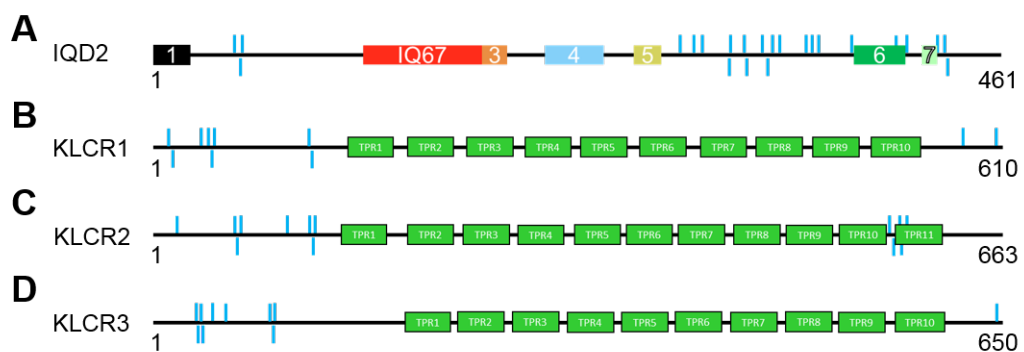 A
IQD2
1 IQ67 3 4 5 6 7
1 461
B
KLCR1
TPR1 TPR2 TPR3 TPR4 TPR5 TPR6 TPR7 TPR8 TPR9 TPR10
1 610
C
KLCR2
TPR1 TPR2 TPR3 TPR4 TPR5 TPR6 TPR7 TPR8 TPR9 TPR10 TPR11
1 663
D
KLCR3
TPR1 TPR2 TPR3 TPR4 TPR5 TPR6 TPR7 TPR8 TPR9 TPR10
1 650